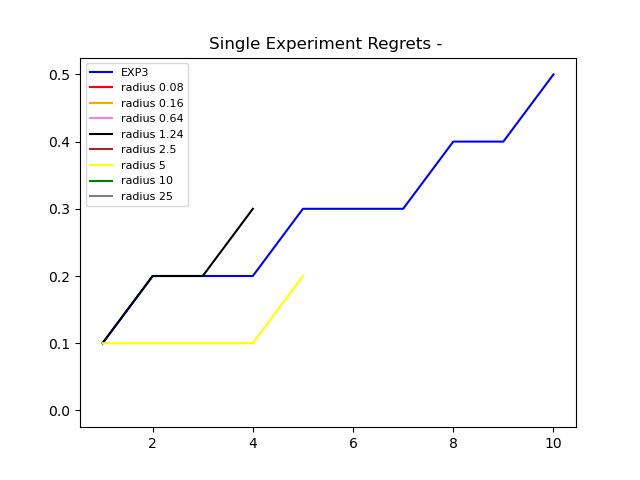 Single Experiment Regrets -
EXP3
radius 0.08
radius 0.16
radius 0.64
radius 1.24
radius 2.5
radius 5
radius 10
radius 25
0.5
0.4
0.3
0.2
0.1
0.0
2 4 6 8 10